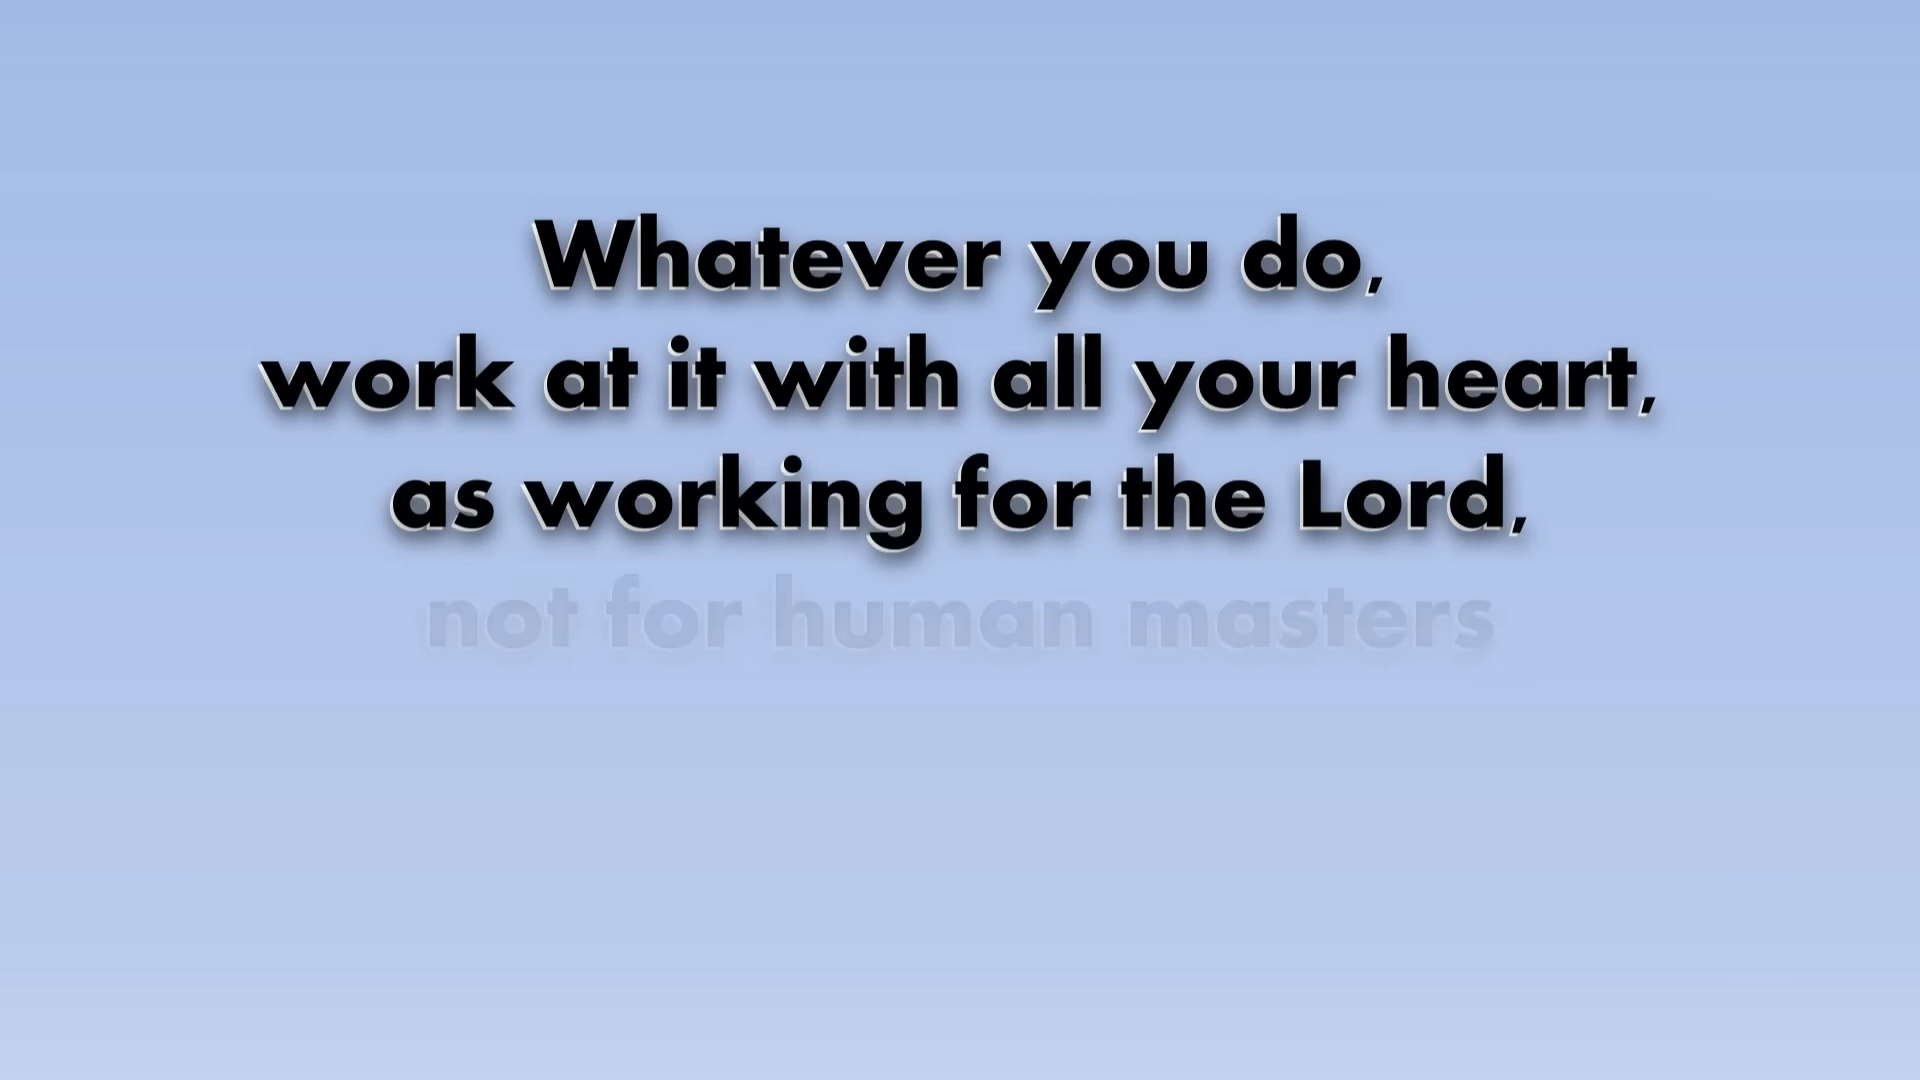 Whatever you do,
work at it with all your heart,
as working for the Lord,
not for human masters